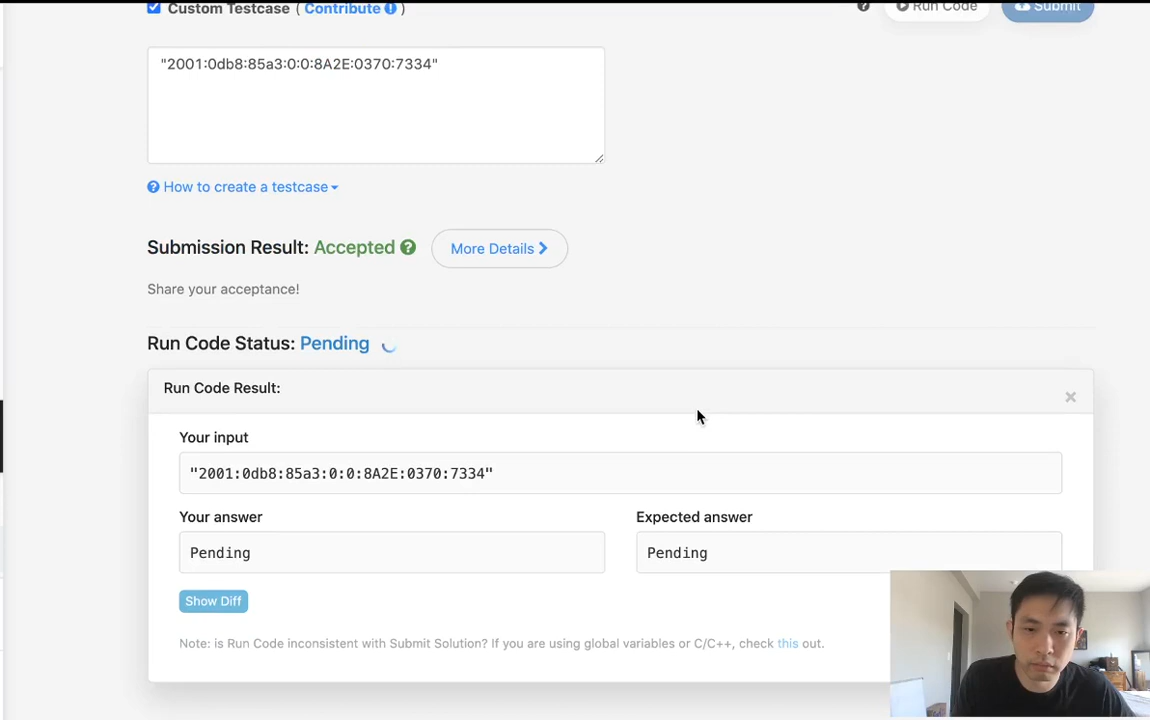 Custom Testcase ( Contribute )
Run Code
Submit
"2001:0db8:85a3:0:0:8A2E:0370:7334"
How to create a testcase
Submission Result: Accepted
More Details
Share your acceptance!
Run Code Status: Pending
Run Code Result:
Your input
"2001:0db8:85a3:0:0:8A2E:0370:7334"
Your answer
Expected answer
Pending
Pending
Show Diff
Note: is Run Code inconsistent with Submit Solution? If you are using global variables or C/C++, check this out.